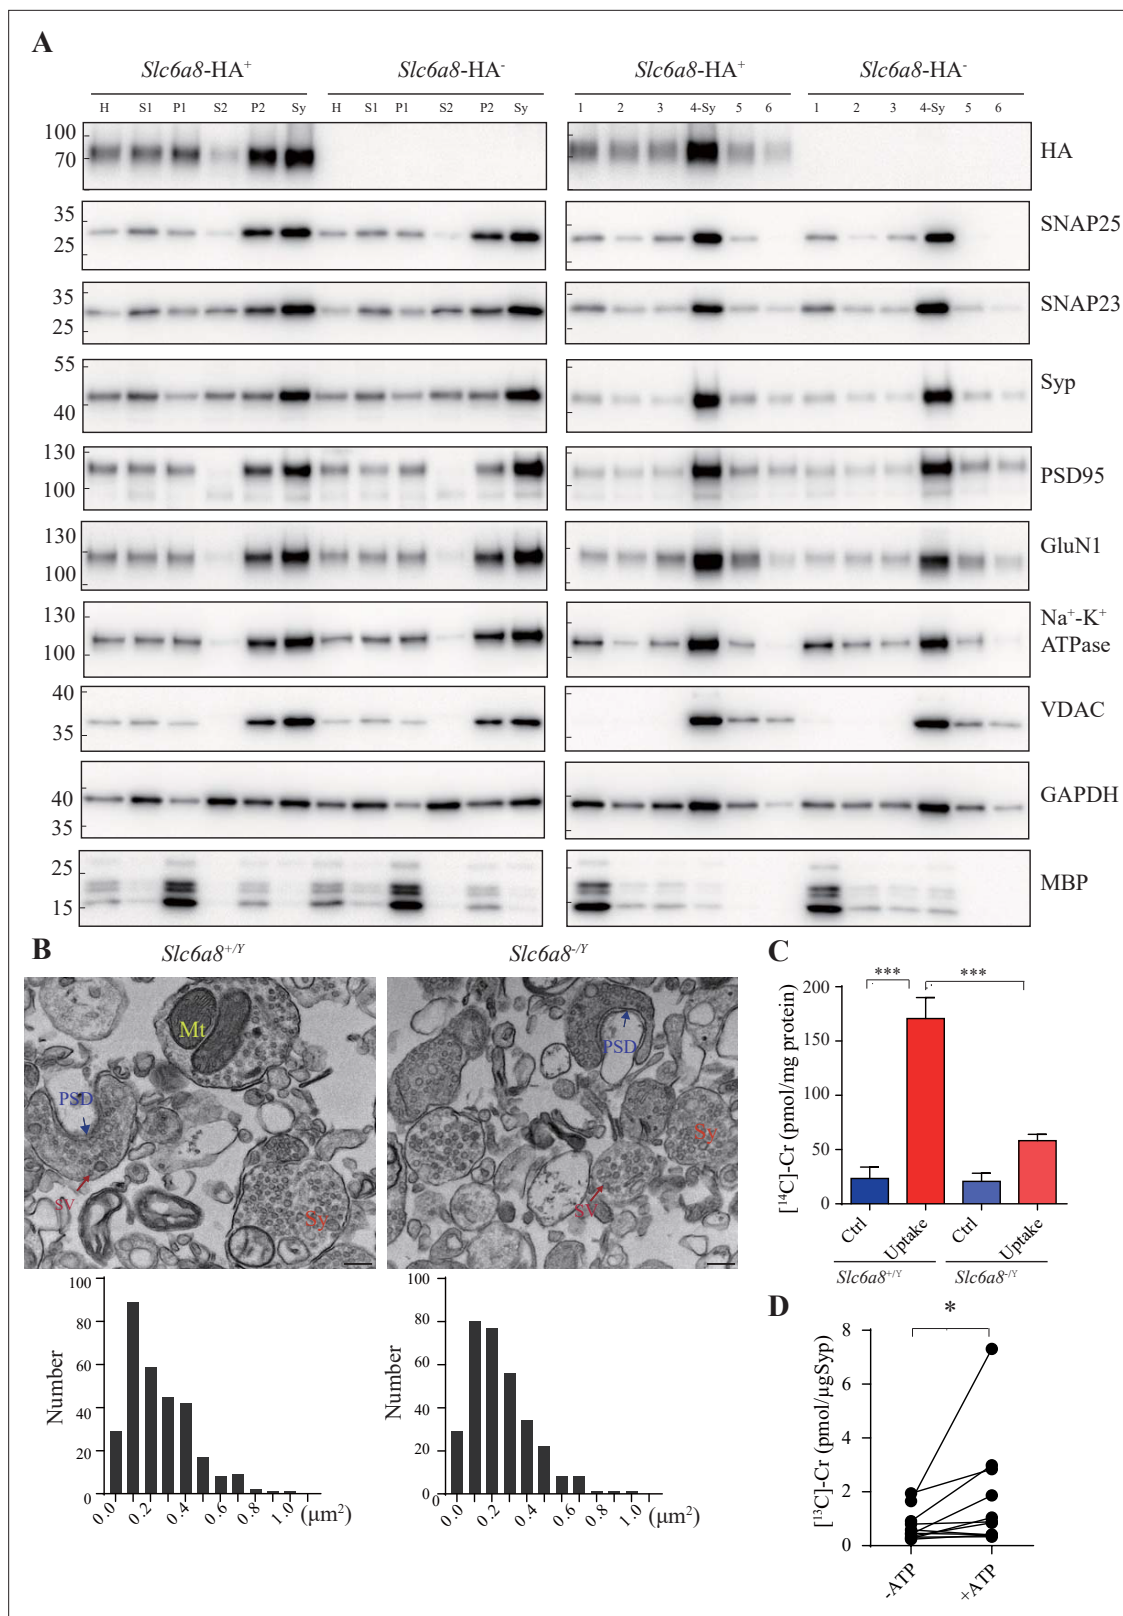 A
Slc6a8-HA⁺ Slc6a8-HA⁻ Slc6a8-HA⁺ Slc6a8-HA⁻
H S1 P1 S2 P2 Sy H S1 P1 S2 P2 Sy 1 2 3 4-Sy 5 6 1 2 3 4-Sy 5 6
100
70
HA
35
25
SNAP25
35
25
SNAP23
55
40
Syp
130
100
PSD95
130
100
GluN1
130
100
Na⁺-K⁺
ATPase
40
35
VDAC
40
35
GAPDH
25
15
MBP
B
Slc6a8⁺/ʸ Slc6a8⁻/ʸ
Mt
PSD
SV
Sy
PSD
Sy
SV
100
80
60
40
20
0
Number
0.0 0.2 0.4 0.6 0.8 1.0 (μm²)
100
80
60
40
20
0
Number
0.0 0.2 0.4 0.6 0.8 1.0 (μm²)
C
[¹⁴C]-Cr (pmol/mg protein)
200
150
100
50
0
*** ***
Ctrl Uptake Ctrl Uptake
Slc6a8⁺/ʸ Slc6a8⁻/ʸ
D
[¹³C]-Cr (pmol/μgSyp)
8
6
4
2
0
*
-ATP +ATP